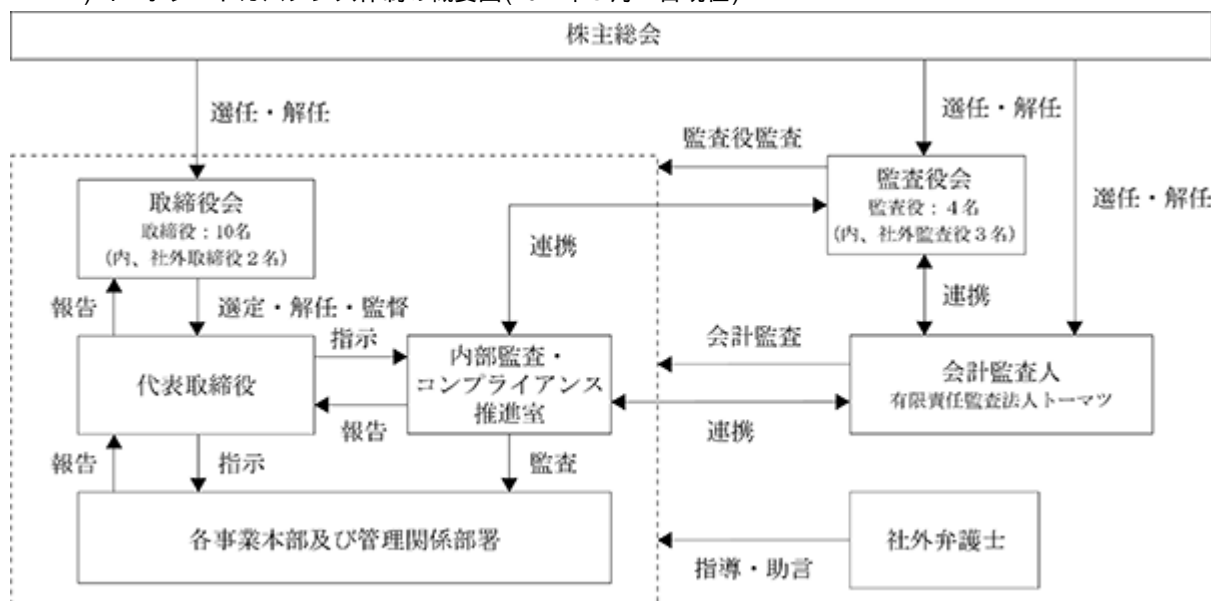 株主総会
選任・解任
選任・解任
選任・解任
監査役監査
取締役会
取締役：10名
(内、社外取締役２名)
監査役会
監査役：４名
(内、社外監査役３名)
連携
連携
報告
選定・解任・監督
代表取締役
指示
報告
内部監査・
コンプライアンス
推進室
会計監査
連携
会計監査人
有限責任監査法人トーマツ
報告
指示
監査
各事業本部及び管理関係部署
社外弁護士
指導・助言